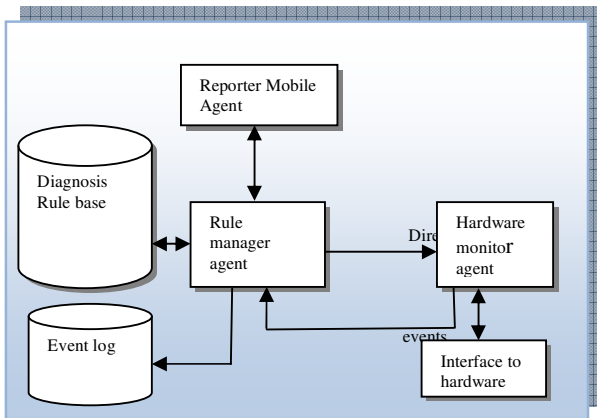 Reporter Mobile
Agent
Diagnosis
Rule base
Rule
manager
agent
Hardware
monitor
agent
Event log
events
Interface to
hardware